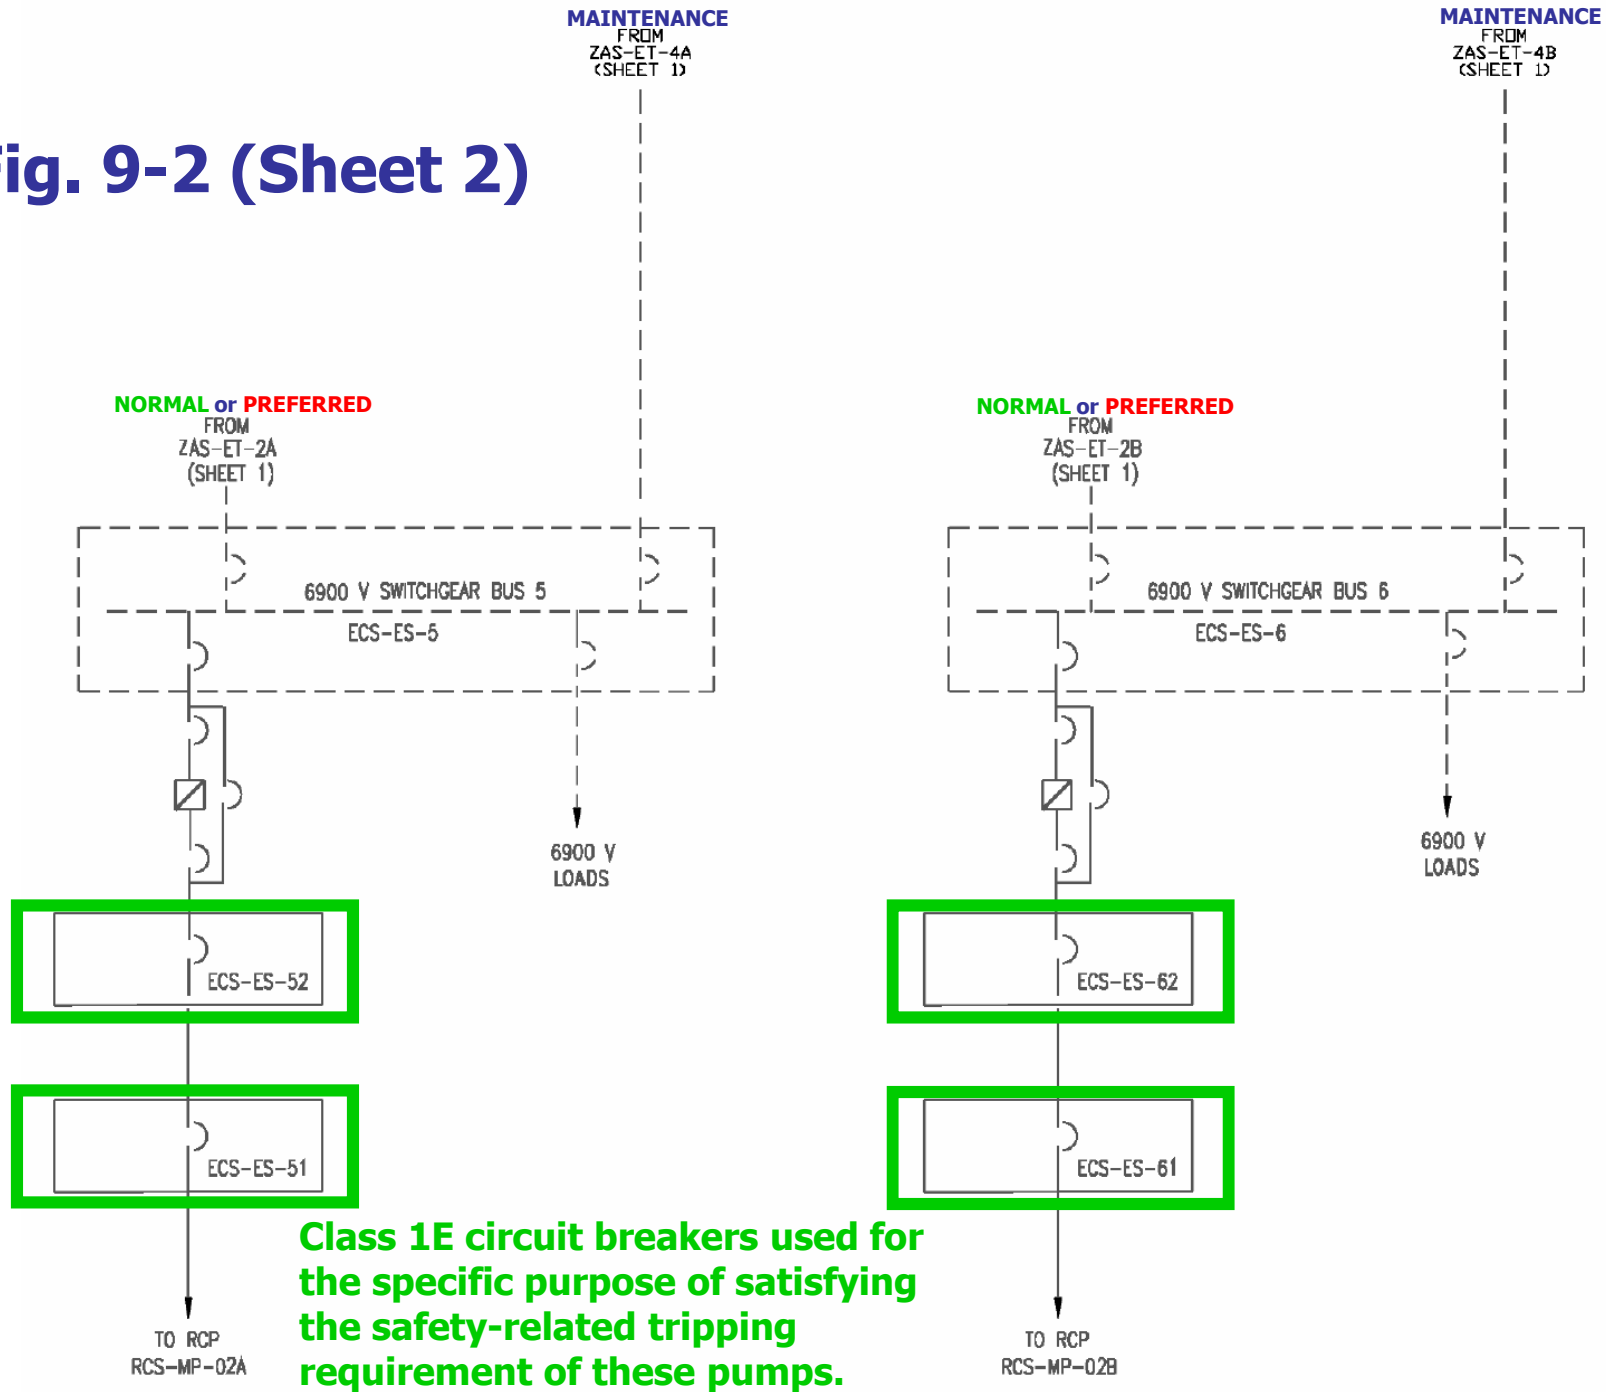 MAINTENANCE
FROM
ZAS-ET-4A
(SHEET 1)
MAINTENANCE
FROM
ZAS-ET-4B
(SHEET 1)
ig. 9-2 (Sheet 2)
NORMAL or PREFERRED
FROM
ZAS-ET-2A
(SHEET 1)
NORMAL or PREFERRED
FROM
ZAS-ET-2B
(SHEET 1)
6900 V SWITCHGEAR BUS 5
ECS-ES-5
6900 V SWITCHGEAR BUS 6
ECS-ES-6
6900 V
LOADS
6900 V
LOADS
ECS-ES-52
ECS-ES-62
ECS-ES-51
ECS-ES-61
Class 1E circuit breakers used for
the specific purpose of satisfying
the safety-related tripping
requirement of these pumps.
TO RCP
RCS-MP-02A
TO RCP
RCS-MP-02B